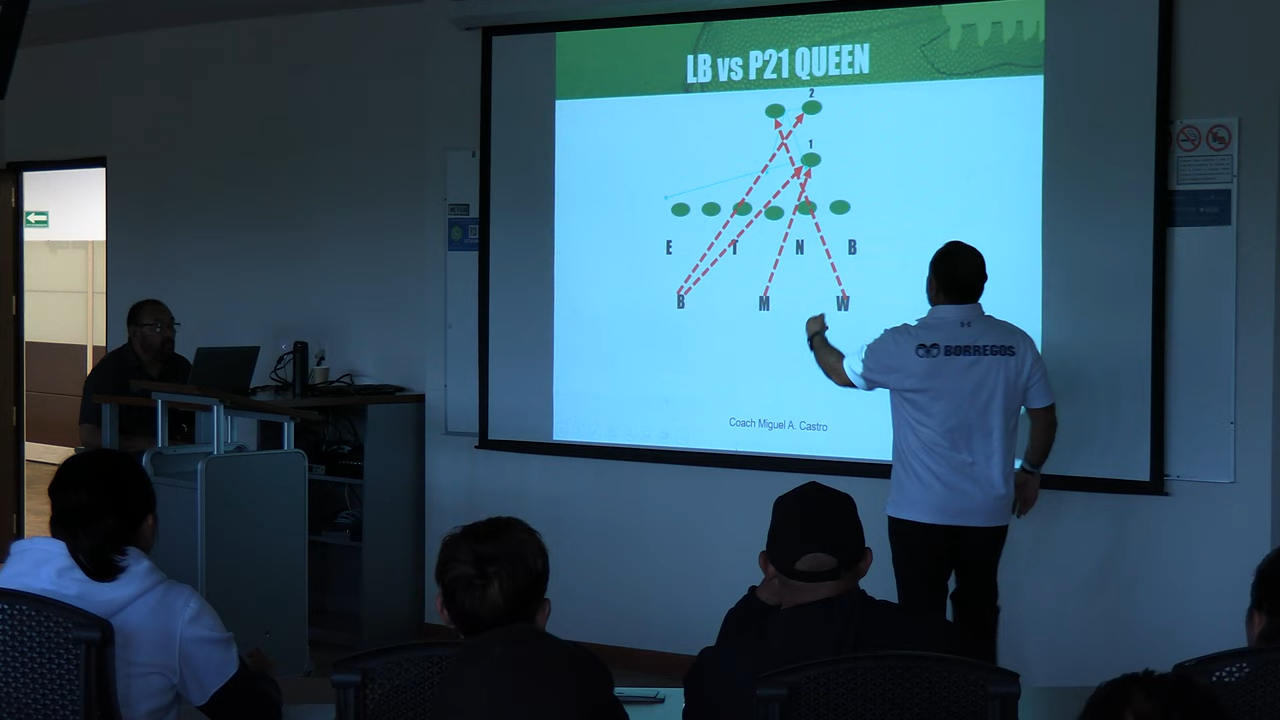 LB vs P21 QUEEN
2
1
E T N B
B M W
Coach Miguel A. Castro
BORREGOS